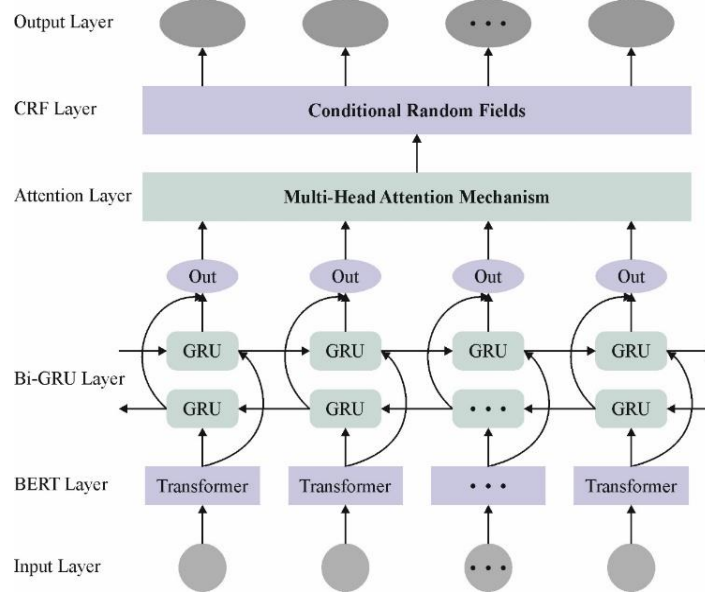 Output Layer
• • •
CRF Layer
Conditional Random Fields
Attention Layer
Multi-Head Attention Mechanism
Out Out Out Out
GRU GRU GRU GRU
Bi-GRU Layer
GRU GRU • • • GRU
BERT Layer
Transformer Transformer • • • Transformer
Input Layer
• • •